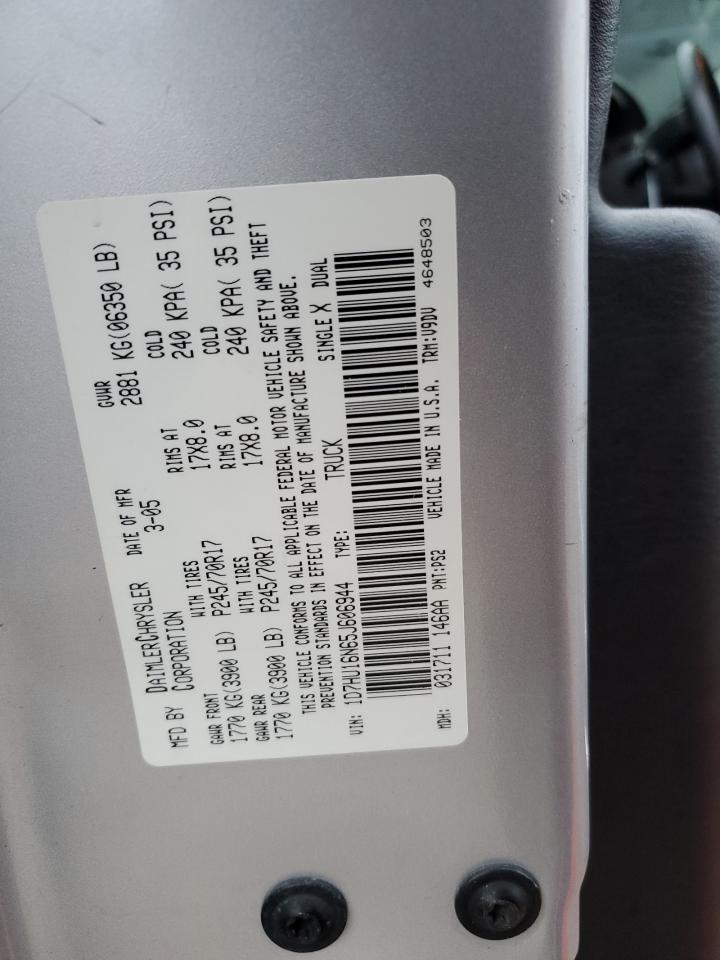 MFD BY DAIMLERCHRYSLER CORPORATION DATE OF MFR 3-05 GVWR 2881 KG(06350 LB)
GAWR FRONT 1770 KG(3900 LB) WITH TIRES P245/70R17 RIMS AT 17X8.0 COLD 240 KPA( 35 PSI)
GAWR REAR 1770 KG(3900 LB) WITH TIRES P245/70R17 RIMS AT 17X8.0 COLD 240 KPA( 35 PSI)
THIS VEHICLE CONFORMS TO ALL APPLICABLE FEDERAL MOTOR VEHICLE SAFETY AND THEFT
PREVENTION STANDARDS IN EFFECT ON THE DATE OF MANUFACTURE SHOWN ABOVE.
VIN: 1D7HU16N65J606944 TYPE: TRUCK SINGLE X DUAL
MDH: 031711 146AA PNT:PS2 VEHICLE MADE IN U.S.A. TRM:V9DV 4648503